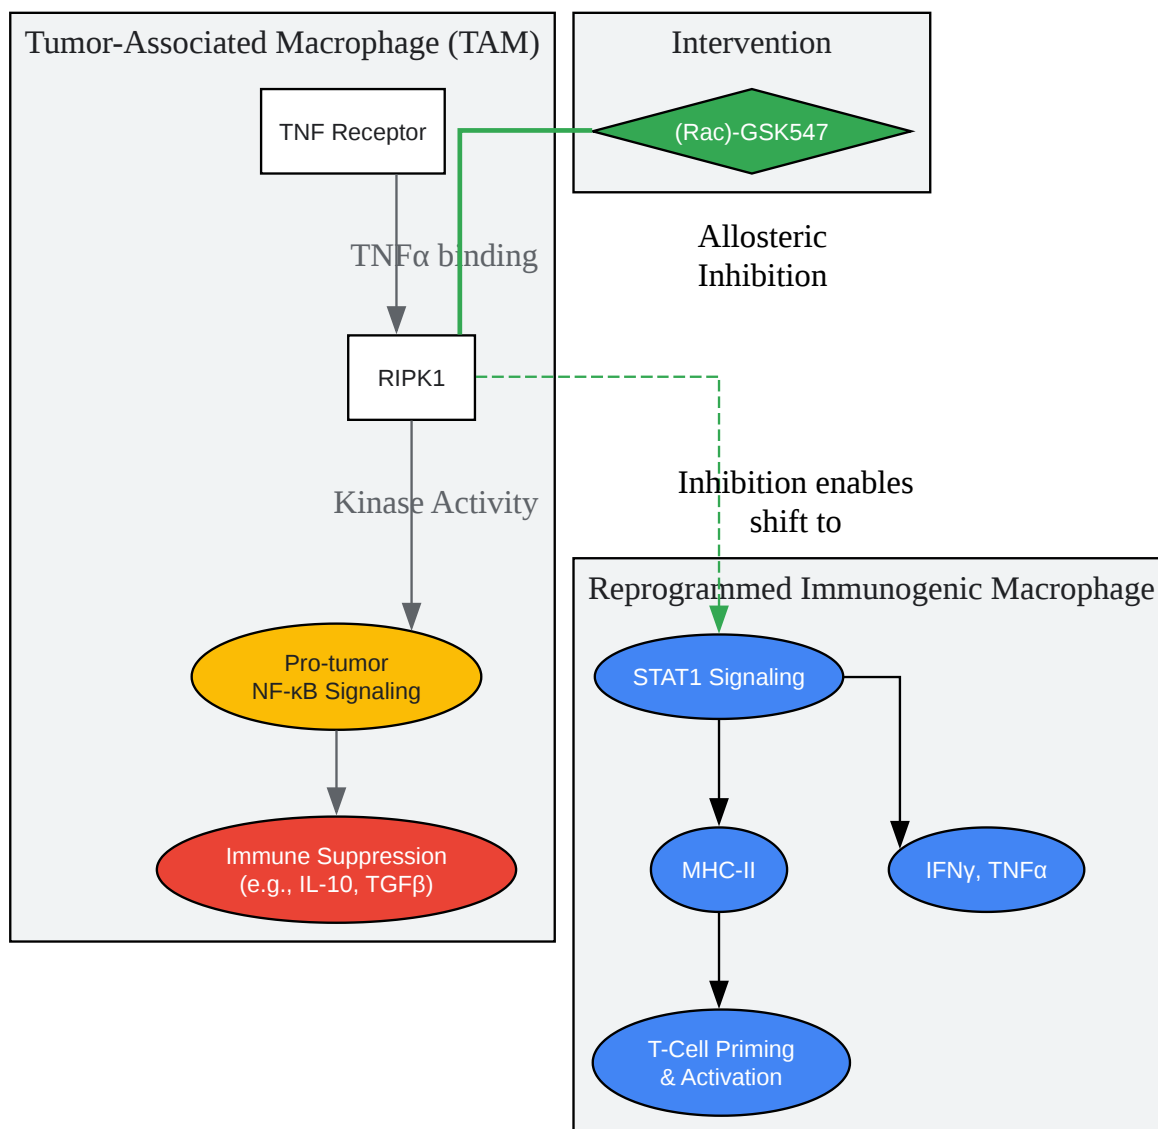 Tumor-Associated Macrophage (TAM)
TNF Receptor
TNFα binding
RIPK1
Kinase Activity
Pro-tumor
NF-κB Signaling
Immune Suppression
(e.g., IL-10, TGFβ)
Intervention
(Rac)-GSK547
Allosteric
Inhibition
Inhibition enables
shift to
Reprogrammed Immunogenic Macrophage
STAT1 Signaling
MHC-II
IFNγ, TNFα
T-Cell Priming
& Activation